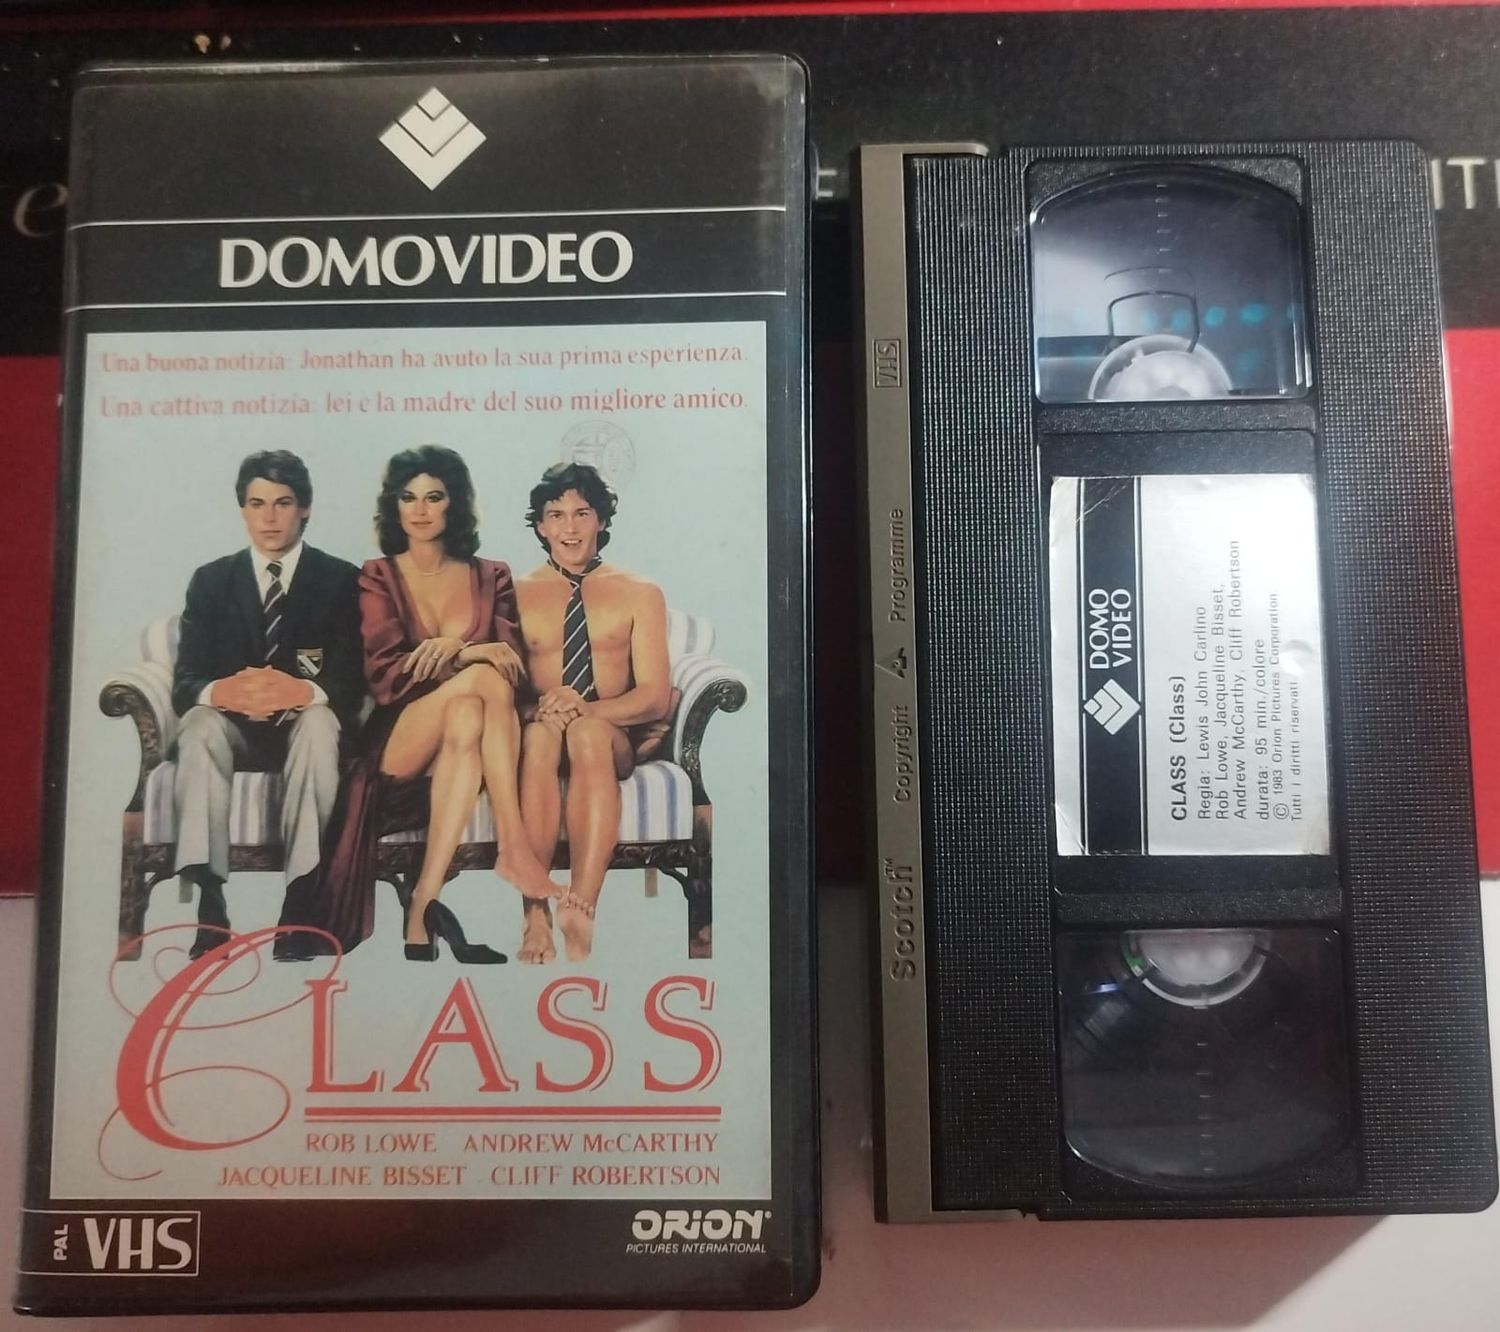 DOMOVIDEO
Una buona notizia: Jonathan ha avuto la sua prima esperienza.
Una cattiva notizia: lei e la madre del suo migliore amico.
CLASS
ROB LOWE ANDREW McCARTHY
JACQUELINE BISSET . CLIFF ROBERTSON
PAL VHS
ORION
PICTURES INTERNATIONAL
VHS
Scotch™ Copyright Programme
DOMO
VIDEO
CLASS (Class)
Regia: Lewis John Carlino
Rob Lowe, Jacqueline Bisset,
Andrew McCarthy, Cliff Robertson
durata: 95 min./colore
© 1983 Orion Pictures Corporation
Tutti i diritti riservati